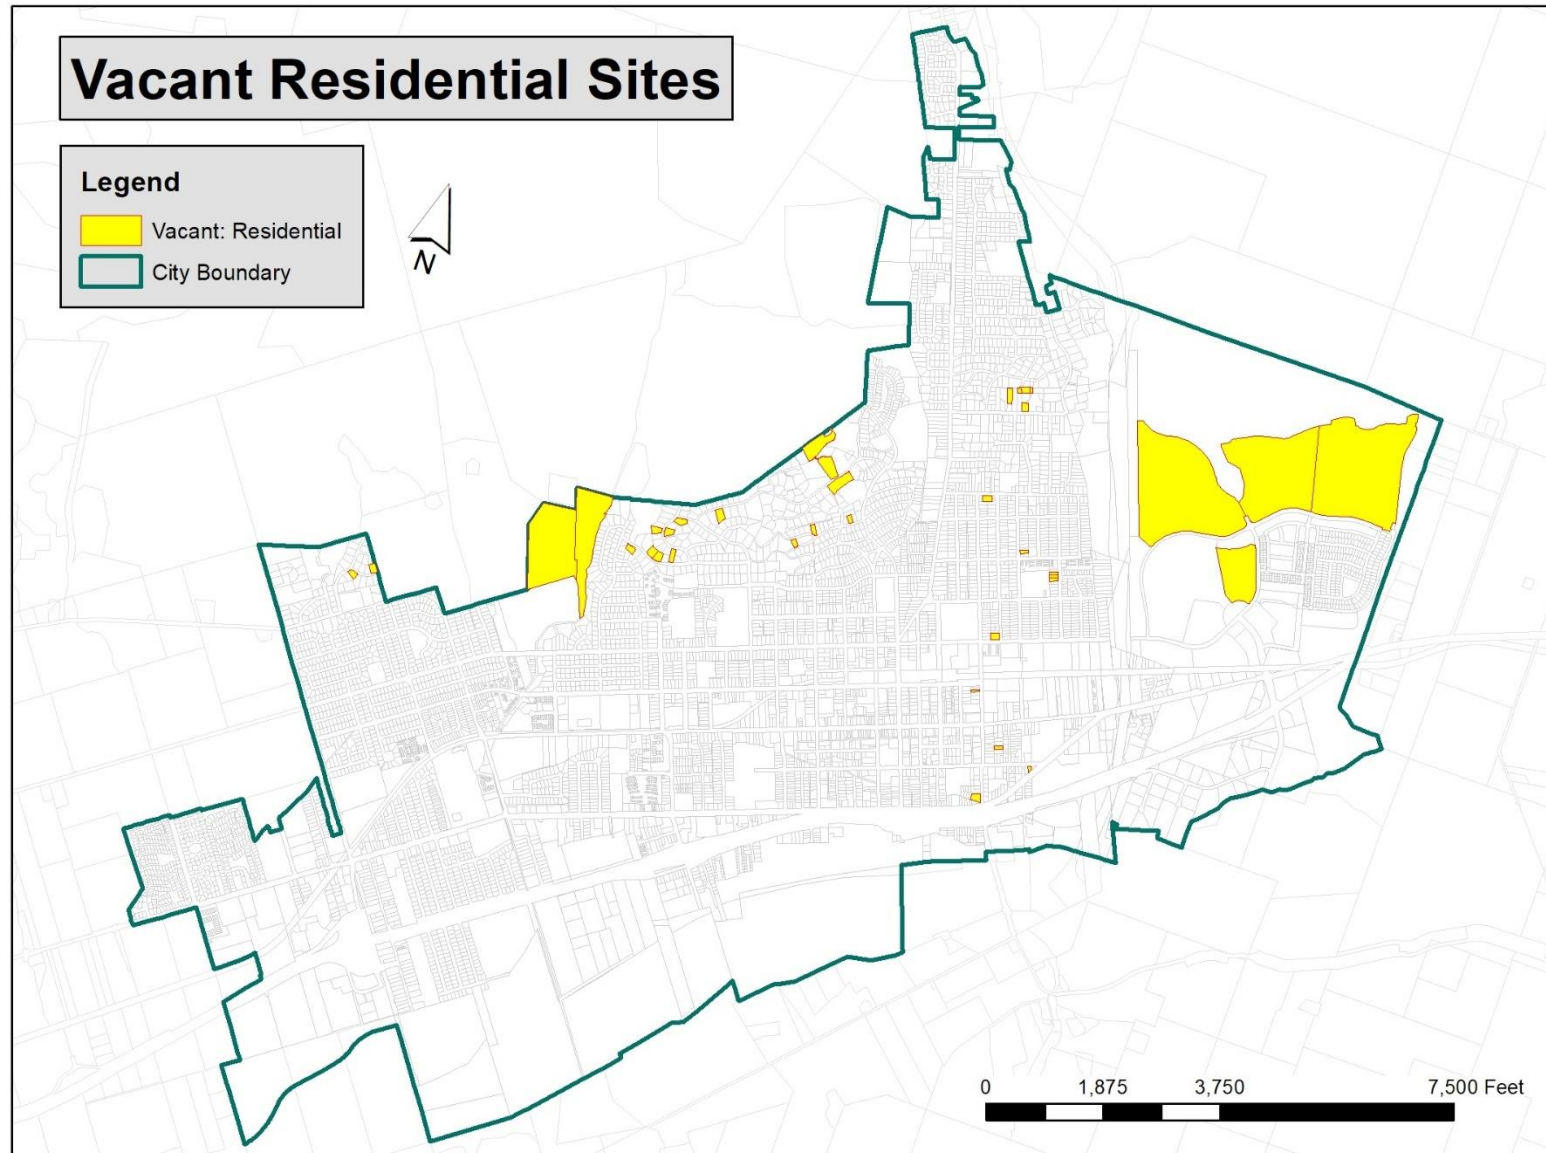 Vacant Residential Sites
Legend
Vacant: Residential
City Boundary
N
0 1,875 3,750 7,500 Feet